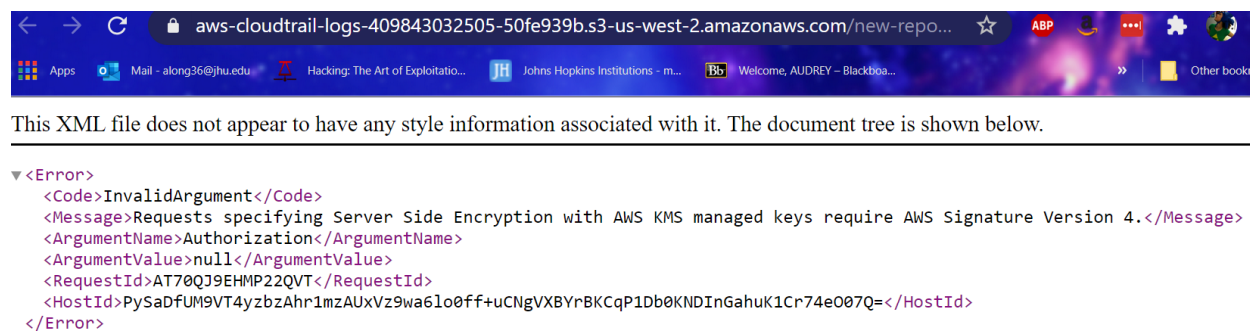 aws-cloudtrail-logs-409843032505-50fe939b.s3-us-west-2.amazonaws.com/new-repo...
ABP
Apps
Mail - along36@jhu.edu
Hacking: The Art of Exploitatio...
JH Johns Hopkins Institutions - m...
Bb Welcome, AUDREY – Blackboa...
»
Other bookr
This XML file does not appear to have any style information associated with it. The document tree is shown below.
▼<Error>
<Code>InvalidArgument</Code>
<Message>Requests specifying Server Side Encryption with AWS KMS managed keys require AWS Signature Version 4.</Message>
<ArgumentName>Authorization</ArgumentName>
<ArgumentValue>null</ArgumentValue>
<RequestId>AT70QJ9EHMP22QVT</RequestId>
<HostId>PySaDfUM9VT4yzbzAhr1mzAUxVz9wa6lo0ff+uCNgVXBYrBKCqP1Db0KNDInGahuK1Cr74eO07Q=</HostId>
</Error>